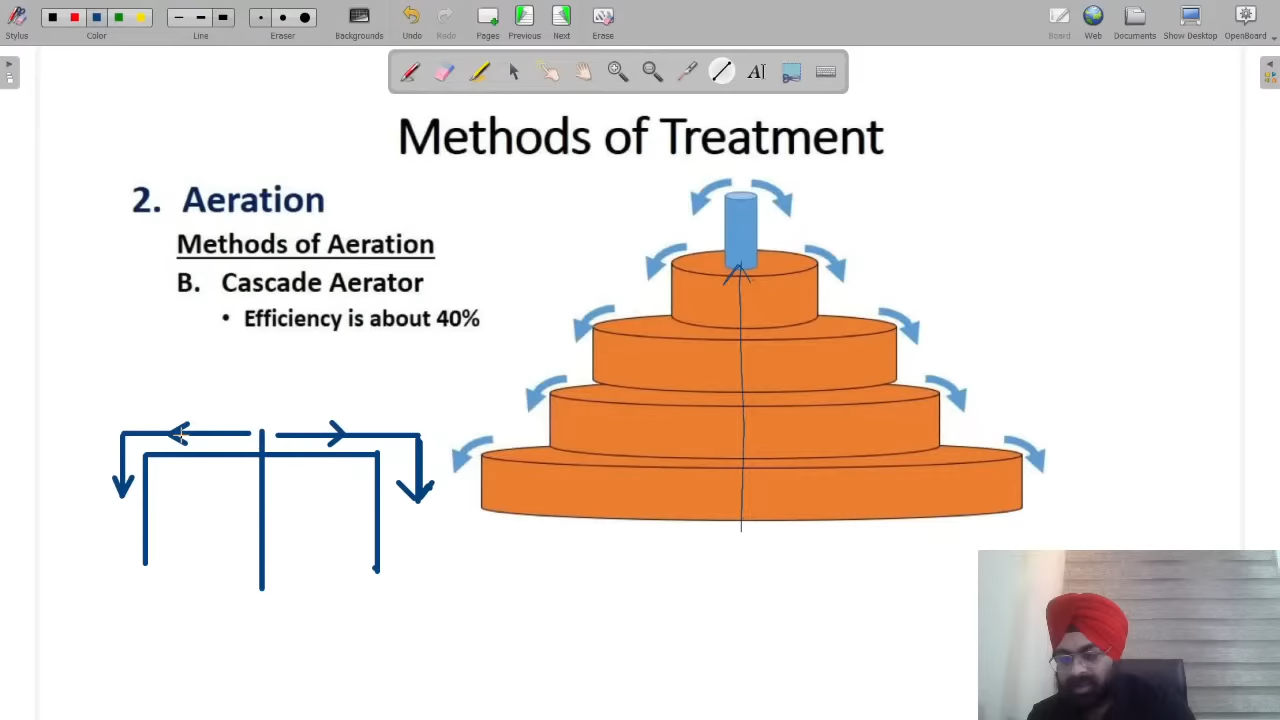 Stylus
Color
Line
Eraser
Backgrounds
Undo
Redo
Pages
Previous
Next
Erase
Board
Web
Documents
Show Desktop
OpenBoard
AI
Methods of Treatment
2. Aeration
Methods of Aeration
B. Cascade Aerator
• Efficiency is about 40%